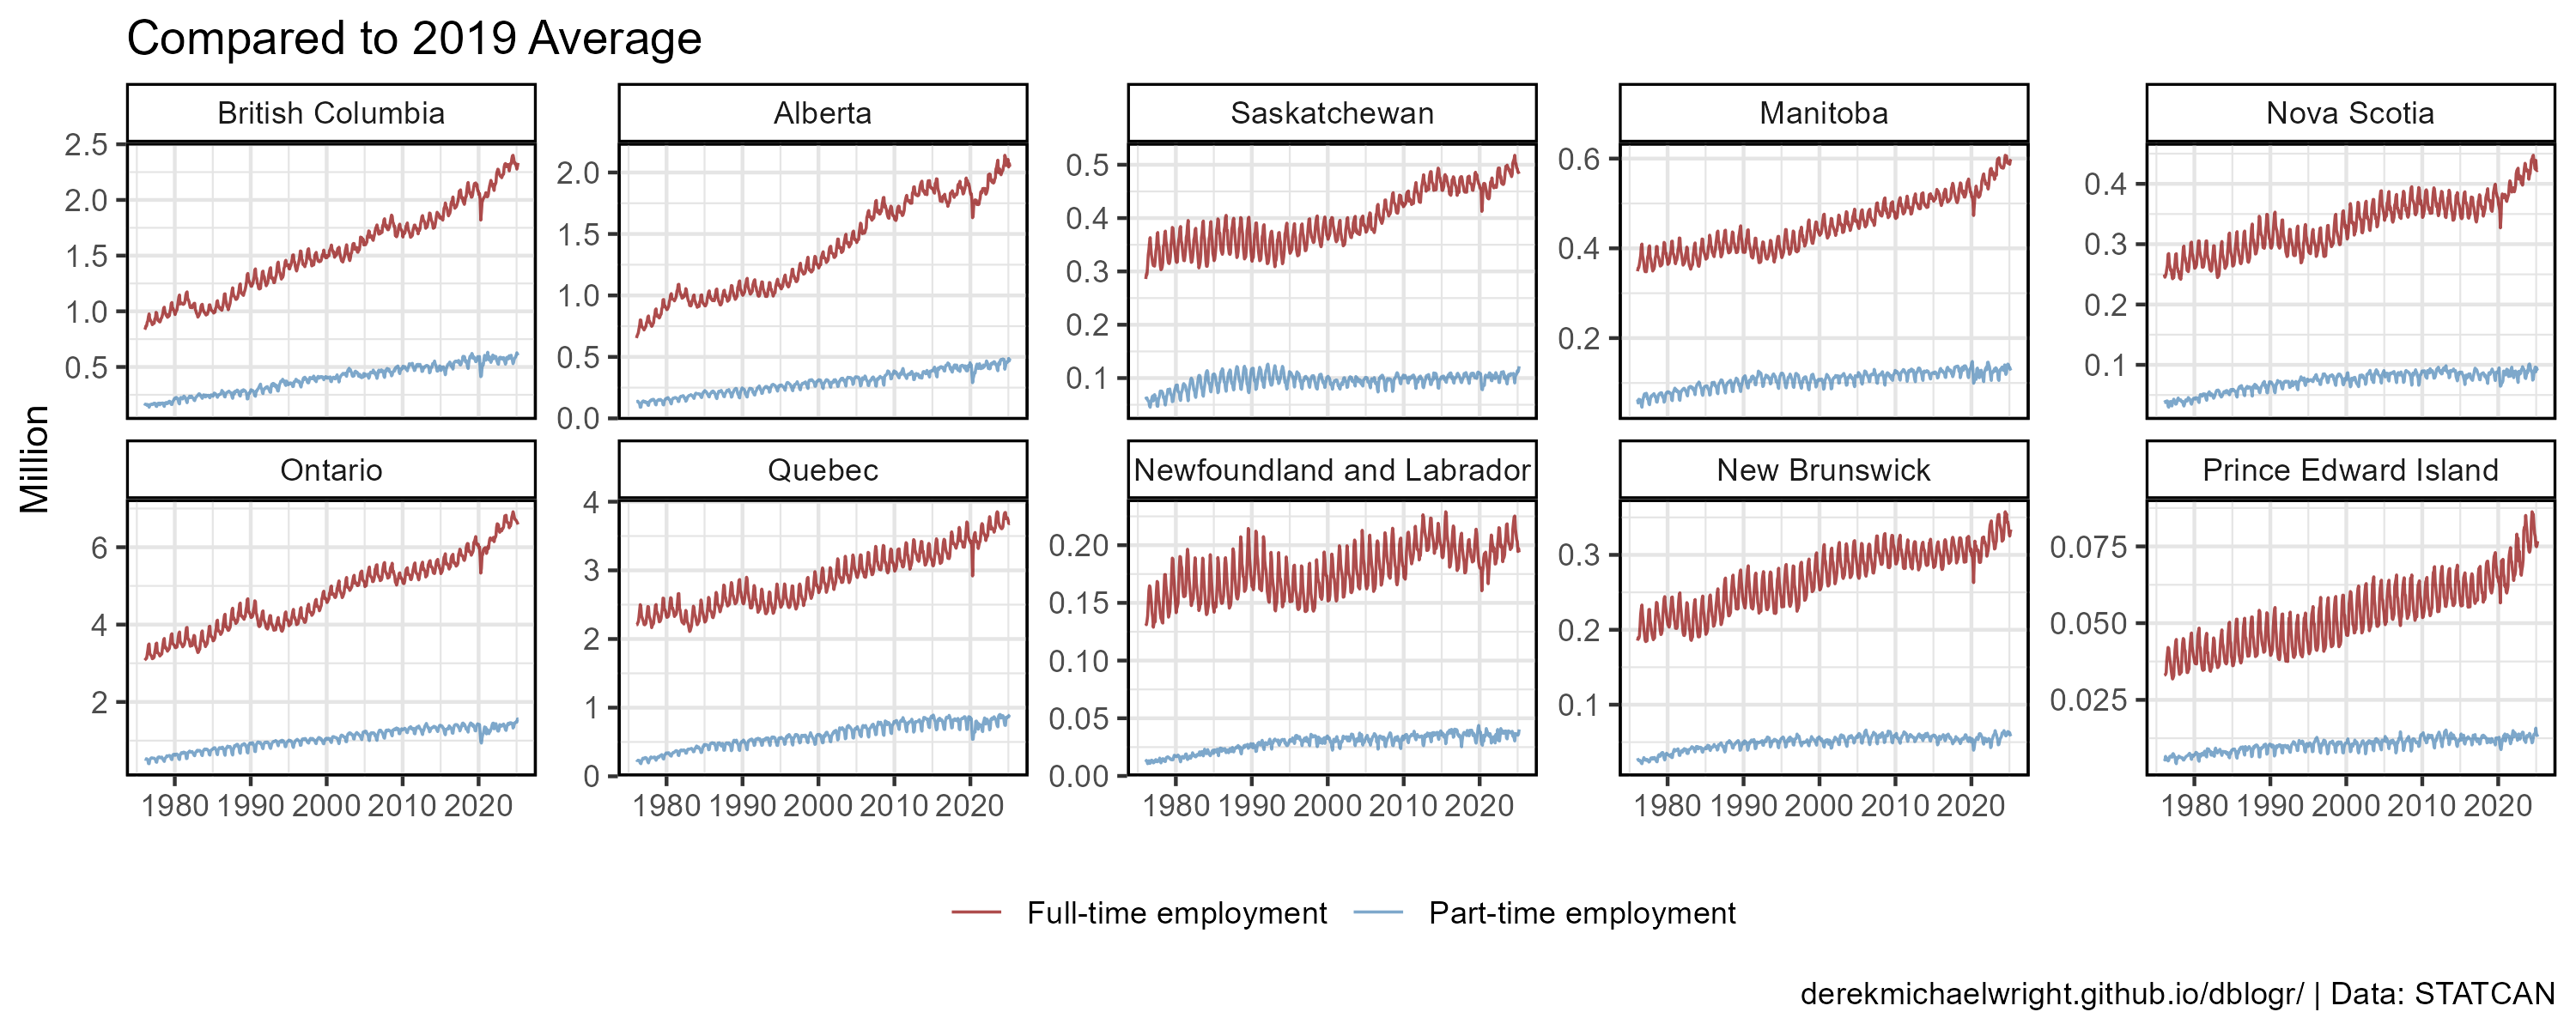 Compared to 2019 Average
British Columbia
Alberta
Saskatchewan
Manitoba
Nova Scotia
2.5
2.0
1.5
1.0
0.5
2.0
1.5
1.0
0.5
0.0
0.5
0.4
0.3
0.2
0.1
0.6
0.4
0.2
0.4
0.3
0.2
0.1
Million
Ontario
Quebec
Newfoundland and Labrador
New Brunswick
Prince Edward Island
6
4
2
4
3
2
1
0
0.20
0.15
0.10
0.05
0.00
0.3
0.2
0.1
0.075
0.050
0.025
1980 1990 2000 2010 2020
1980 1990 2000 2010 2020
1980 1990 2000 2010 2020
1980 1990 2000 2010 2020
1980 1990 2000 2010 2020
Full-time employment
Part-time employment
derekmichaelwright.github.io/dblogr/ | Data: STATCAN